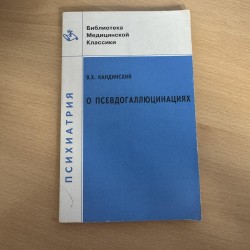 Библиотека
Медицинской
Классики
В.Х. КАНДИНСКИЙ
О ПСЕВДОГАЛЛЮЦИНАЦИЯХ
ПСИХИАТРИЯ